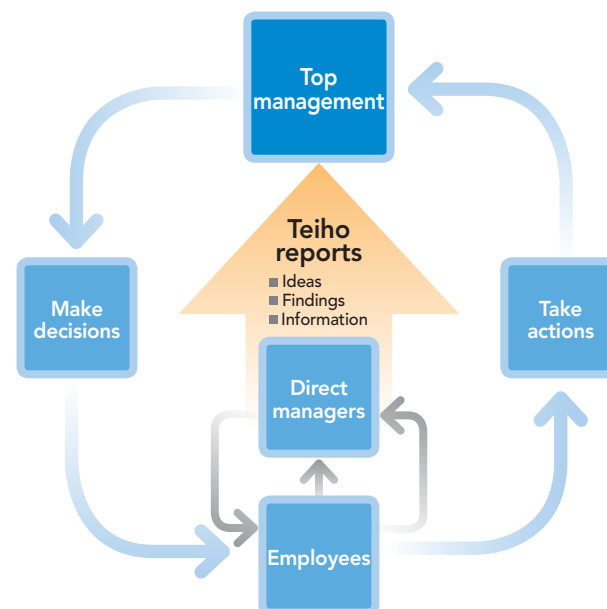 Top
management
Teiho
reports
Ideas
Findings
Information
Make
decisions
Take
actions
Direct
managers
Employees